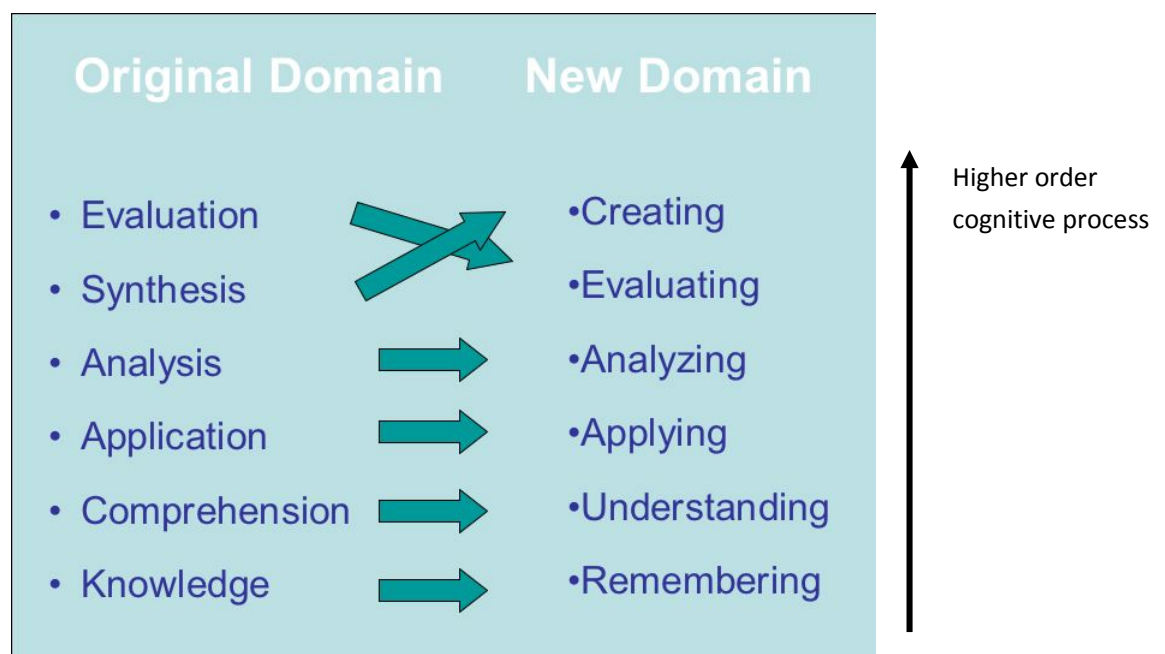 Original Domain
New Domain
• Evaluation
• Synthesis
• Analysis
• Application
• Comprehension
• Knowledge
•Creating
•Evaluating
•Analyzing
•Applying
•Understanding
•Remembering
Higher order
cognitive process